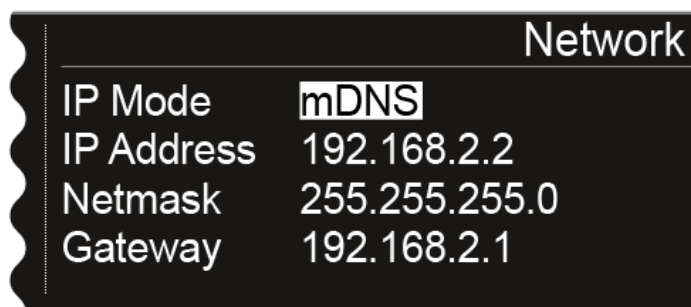 Network
IP Mode mDNS
IP Address 192.168.2.2
Netmask 255.255.255.0
Gateway 192.168.2.1